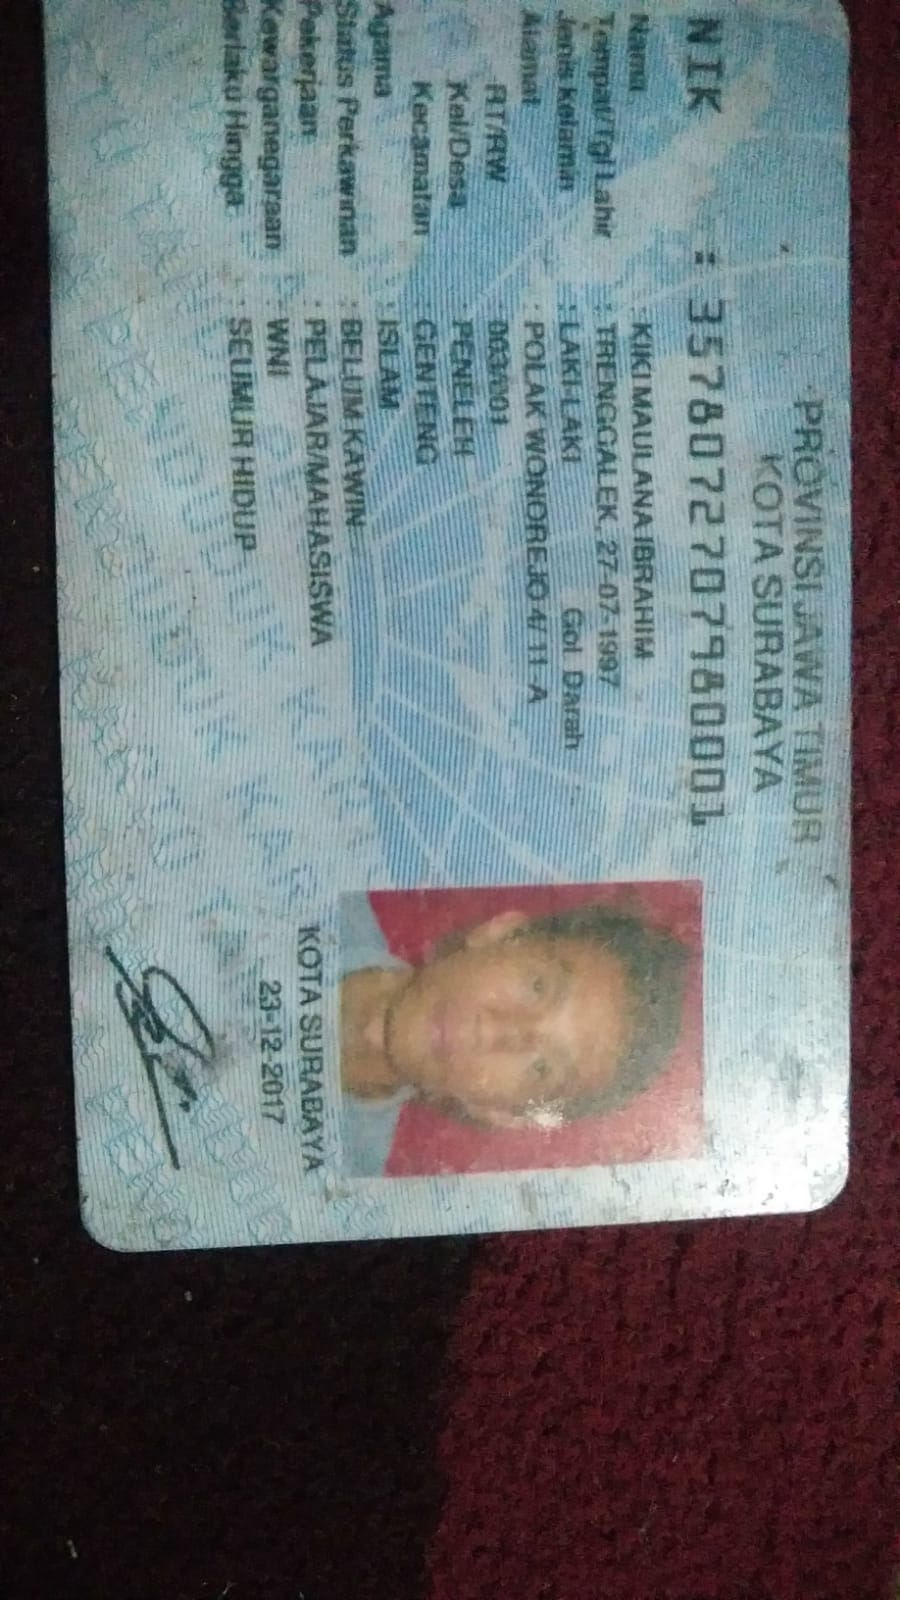 PROVINSI JAWA TIMUR
KOTA SURABAYA
NIK : 3578072707980001
Nama : KIKI MAULANA IBRAHIM
Tempat/Tgl Lahir : TRENGGALEK, 27-07-1997
Jenis Kelamin : LAKI-LAKI Gol. Darah
Alamat : POLAK WONOREJO 4/11-A
RT/RW : 003/001
Kel/Desa : PENELEH
Kecamatan : GENTENG
Agama : ISLAM
Status Perkawinan : BELUM KAWIN
Pekerjaan : PELAJAR/MAHASISWA
Kewarganegaraan : WNI
Berlaku Hingga : SEUMUR HIDUP
KOTA SURABAYA
23-12-2017